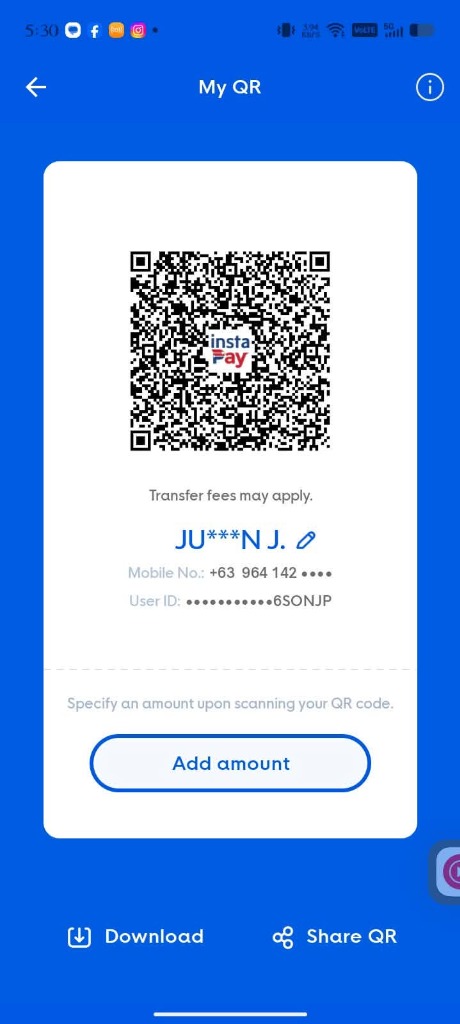 5:30
My QR
insta
Pay
Transfer fees may apply.
JU***N J.
Mobile No.: +63 964 142 ••••
User ID: •••••••••••6SONJP
Specify an amount upon scanning your QR code.
Add amount
Download
Share QR